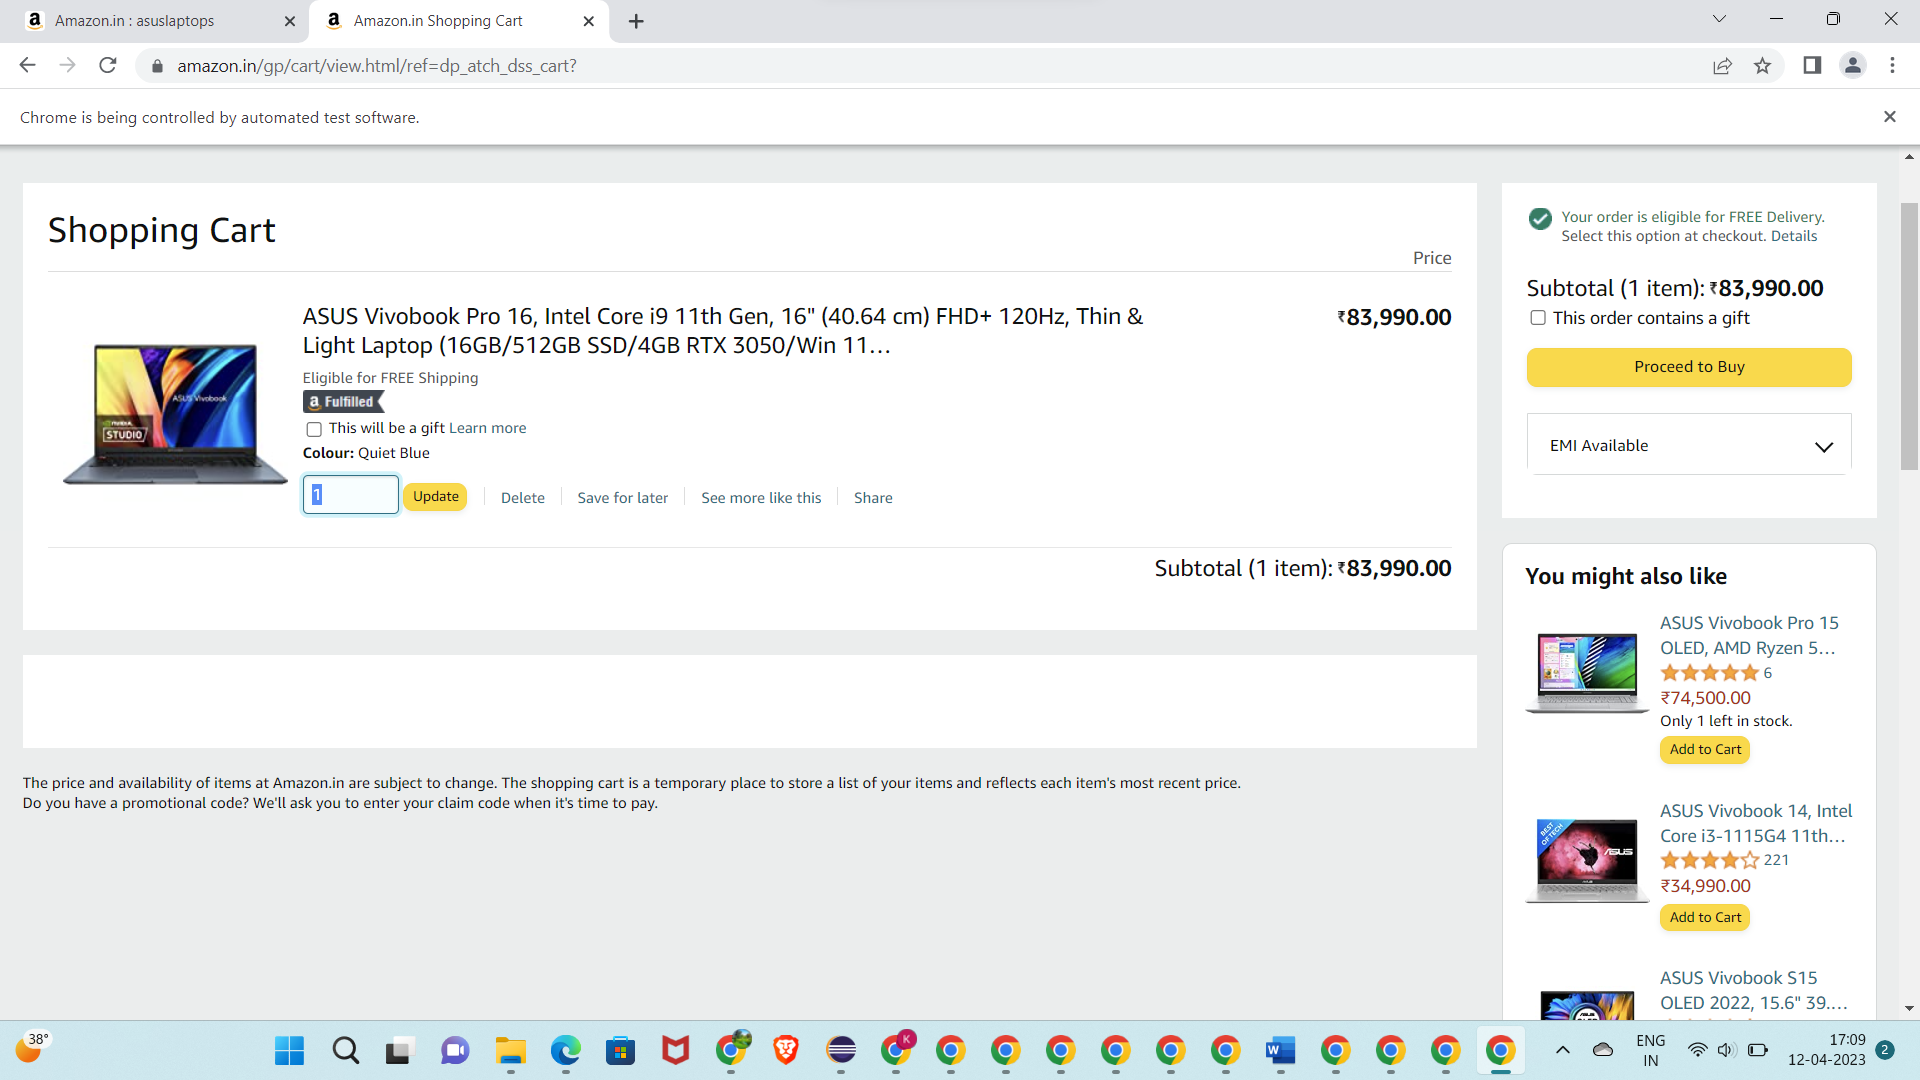 Amazon.in : asuslaptops
Amazon.in Shopping Cart
amazon.in/gp/cart/view.html/ref=dp_atch_dss_cart?
Chrome is being controlled by automated test software.
Shopping Cart
Price
ASUS Vivobook Pro 16, Intel Core i9 11th Gen, 16" (40.64 cm) FHD+ 120Hz, Thin &
Light Laptop (16GB/512GB SSD/4GB RTX 3050/Win 11…
₹83,990.00
Eligible for FREE Shipping
a Fulfilled
This will be a gift Learn more
Colour: Quiet Blue
1
Update
Delete
Save for later
See more like this
Share
Subtotal (1 item): ₹83,990.00
ASUS Vivobook
STUDIO
The price and availability of items at Amazon.in are subject to change. The shopping cart is a temporary place to store a list of your items and reflects each item's most recent price.
Do you have a promotional code? We'll ask you to enter your claim code when it's time to pay.
Your order is eligible for FREE Delivery.
Select this option at checkout. Details
Subtotal (1 item): ₹83,990.00
This order contains a gift
Proceed to Buy
EMI Available
You might also like
ASUS Vivobook Pro 15
OLED, AMD Ryzen 5…
6
₹74,500.00
Only 1 left in stock.
Add to Cart
BEST
OF TECH
ASUS
ASUS Vivobook 14, Intel
Core i3-1115G4 11th…
221
₹34,990.00
Add to Cart
ASUS Vivobook S15
OLED 2022, 15.6" 39.…
38°
K
W
ENG
IN
17:09
12-04-2023
2